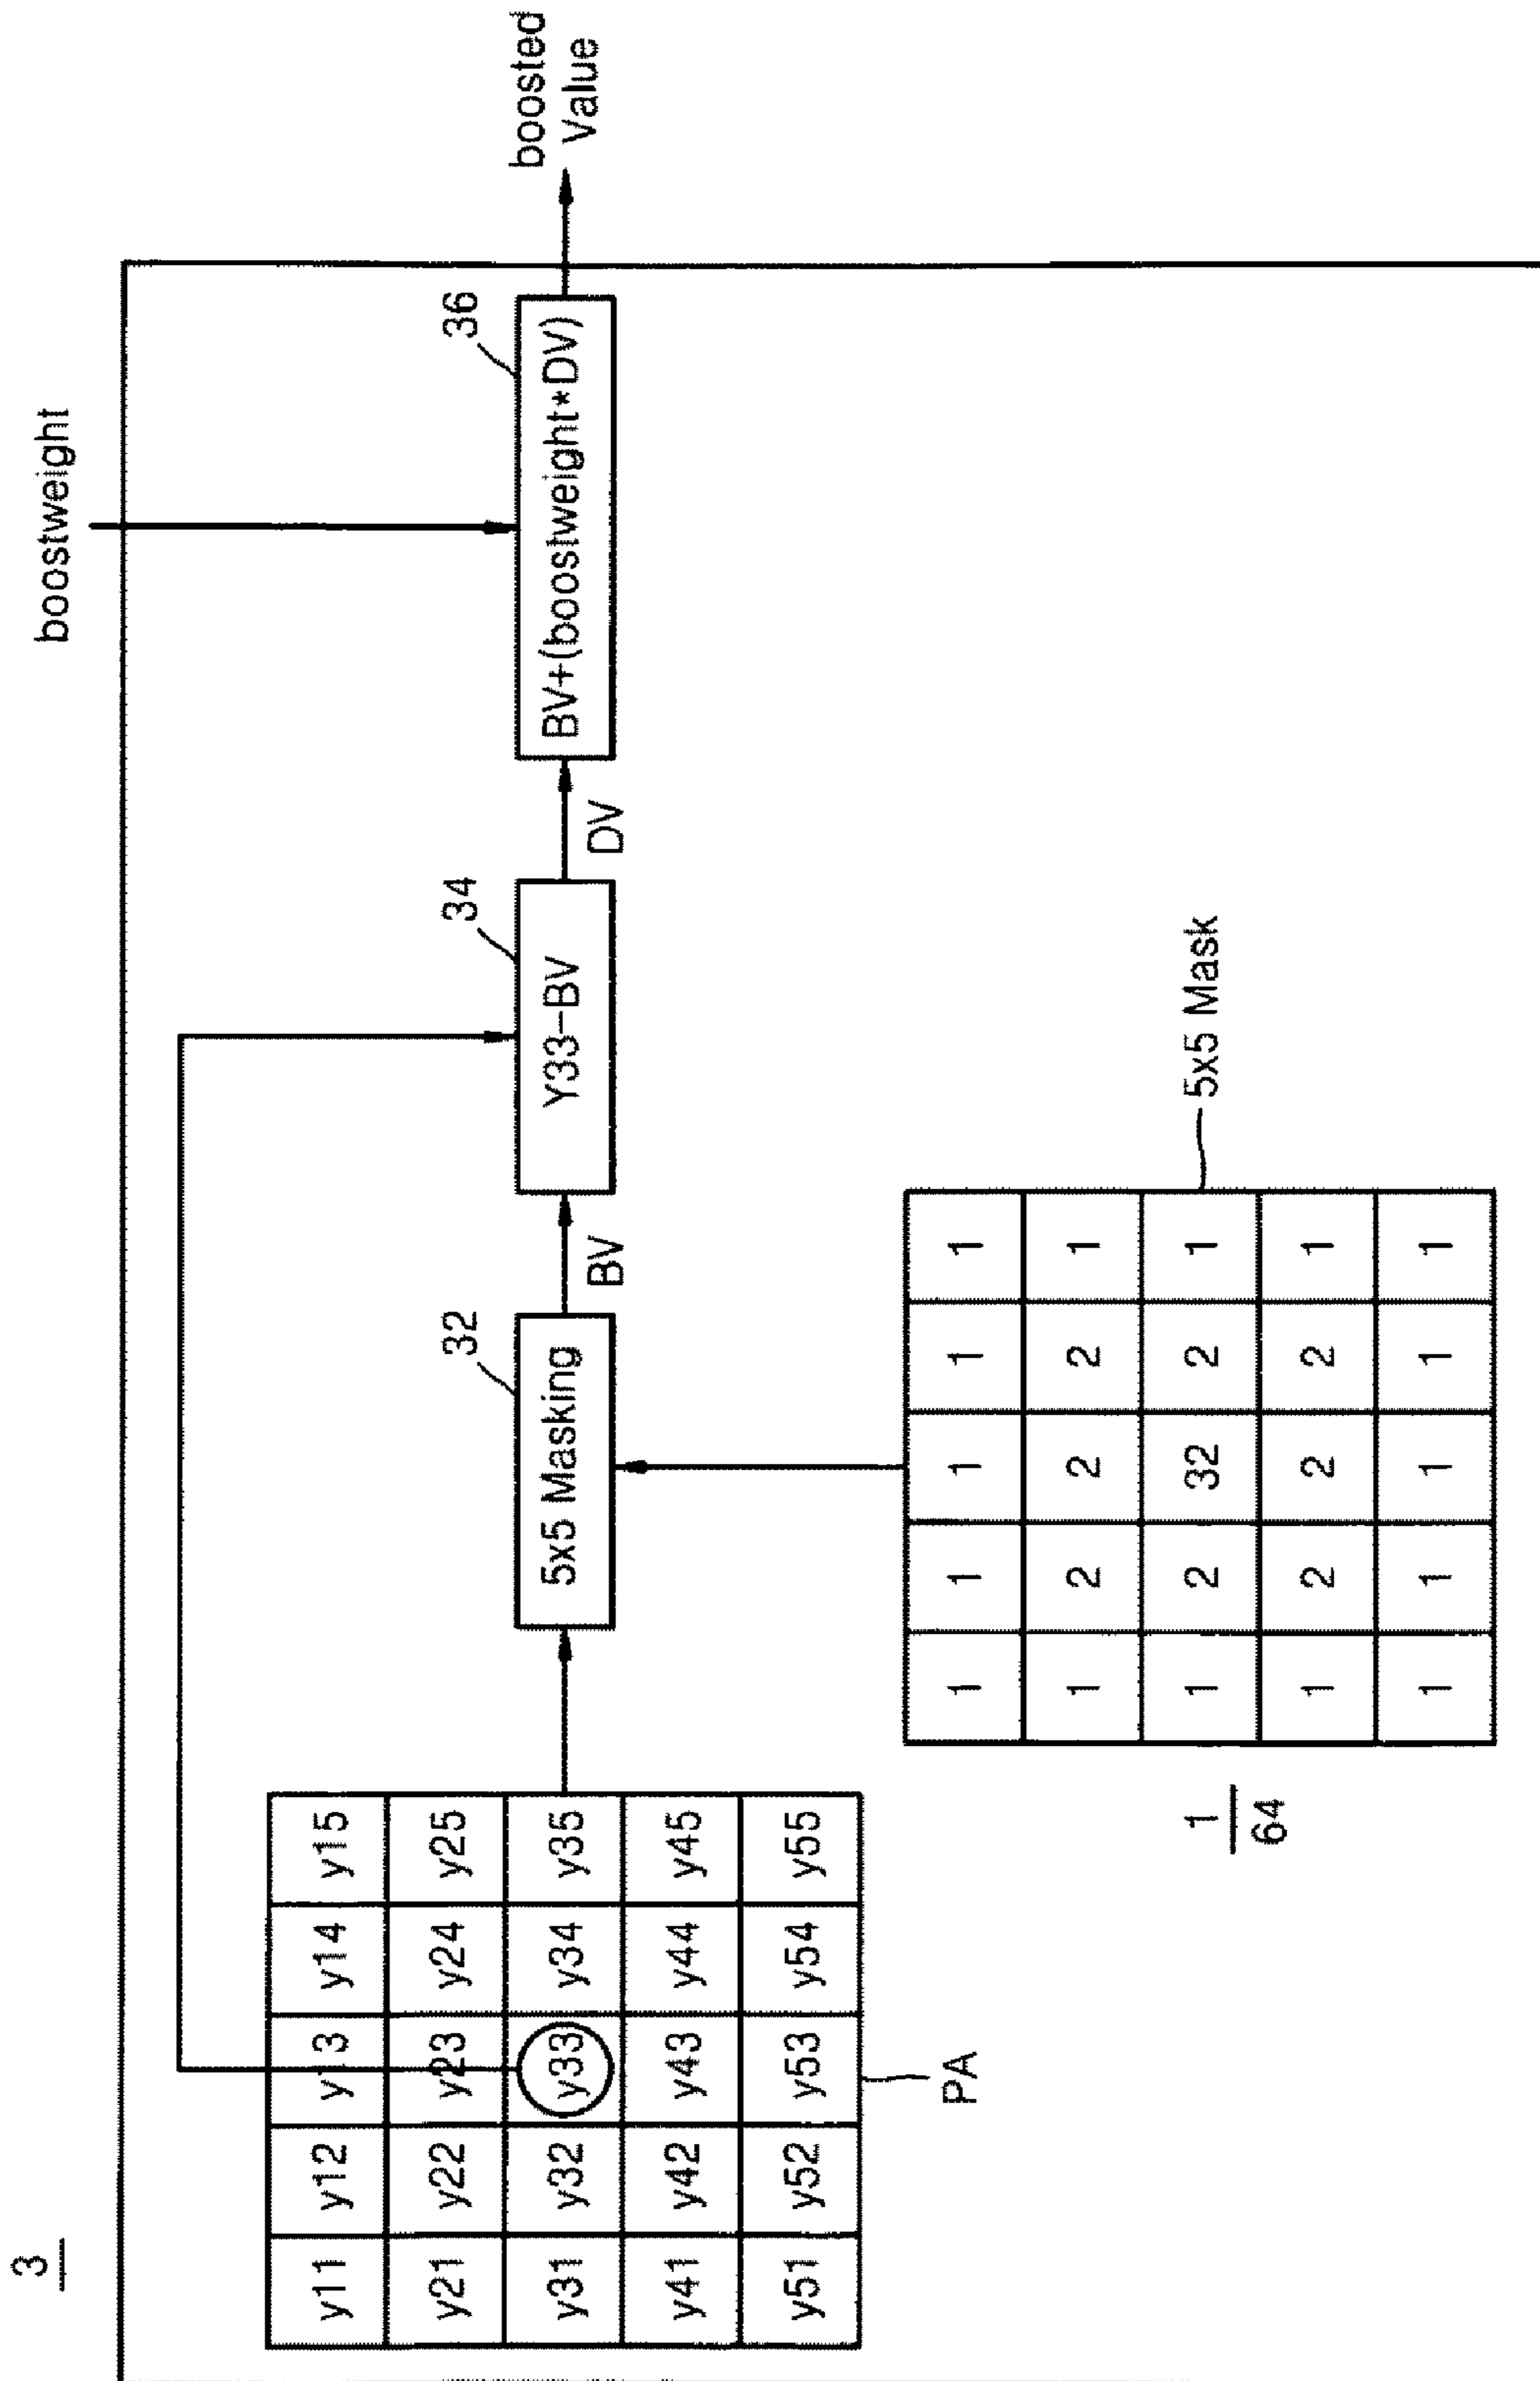 3
boostweight
y11 y12 y13 y14 y15
y21 y22 y23 y24 y25
y31 y32 y33 y34 y35
y41 y42 y43 y44 y45
y51 y52 y53 y54 y55
PA
32
5x5 Masking
BV
34
Y33-BV
DV
36
BV+(boostweight*DV)
boosted
Value
1
64
1 1 1 1 1
1 2 2 2 1
1 2 32 2 1
1 2 2 2 1
1 1 1 1 1
5x5 Mask